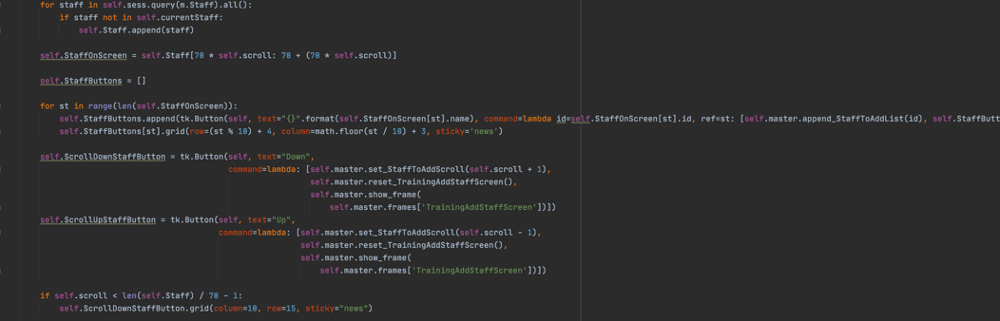 for staff in self.sess.query(m.Staff).all():
if staff not in self.currentStaff:
self.Staff.append(staff)
self.StaffOnScreen = self.Staff[70 * self.scroll: 70 + (70 * self.scroll)]
self.StaffButtons = []
for st in range(len(self.StaffOnScreen)):
self.StaffButtons.append(tk.Button(self, text="{}".format(self.StaffOnScreen[st].name), command=lambda id=self.StaffOnScreen[st].id, ref=st: [self.master.append_StaffToAddList(id), self.StaffButt
self.StaffButtons[st].grid(row=(st % 10) + 4, column=math.floor(st / 10) + 3, sticky='news')
self.ScrollDownStaffButton = tk.Button(self, text="Down",
command=lambda: [self.master.set_StaffToAddScroll(self.scroll + 1),
self.master.reset_TrainingAddStaffScreen(),
self.master.show_frame(
self.master.frames['TrainingAddStaffScreen'])])
self.ScrollUpStaffButton = tk.Button(self, text="Up",
command=lambda: [self.master.set_StaffToAddScroll(self.scroll - 1),
self.master.reset_TrainingAddStaffScreen(),
self.master.show_frame(
self.master.frames['TrainingAddStaffScreen'])])
if self.scroll < len(self.Staff) / 70 - 1:
self.ScrollDownStaffButton.grid(column=10, row=15, sticky="news")